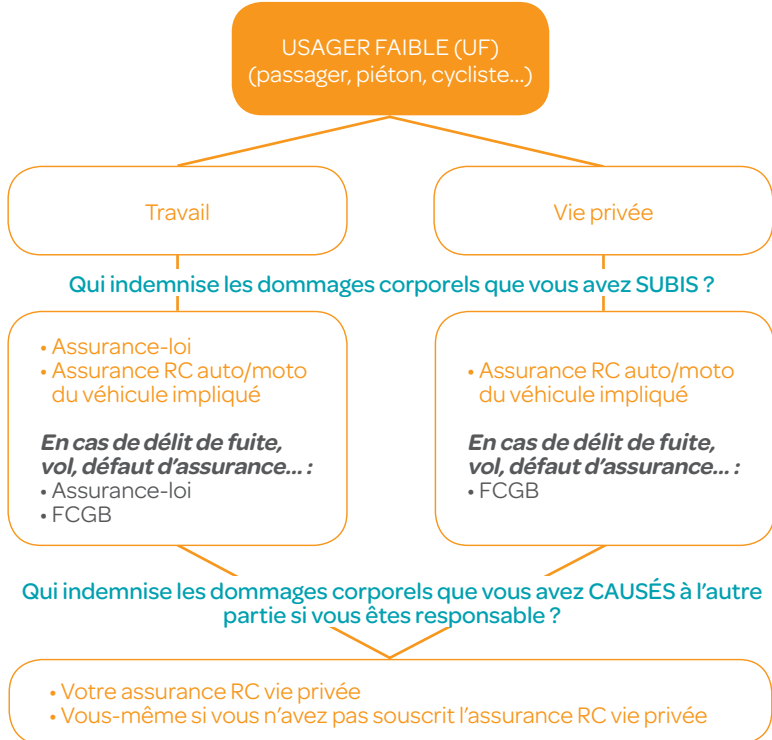 USAGER FAIBLE (UF)
(passager, piéton, cycliste...)
Travail
Vie privée
Qui indemnise les dommages corporels que vous avez SUBIS ?
• Assurance-loi
• Assurance RC auto/moto
du véhicule impliqué
En cas de délit de fuite,
vol, défaut d'assurance... :
• Assurance-loi
• FCGB
• Assurance RC auto/moto
du véhicule impliqué
En cas de délit de fuite,
vol, défaut d'assurance... :
• FCGB
Qui indemnise les dommages corporels que vous avez CAUSÉS à l'autre
partie si vous êtes responsable ?
• Votre assurance RC vie privée
• Vous-même si vous n'avez pas souscrit l'assurance RC vie privée